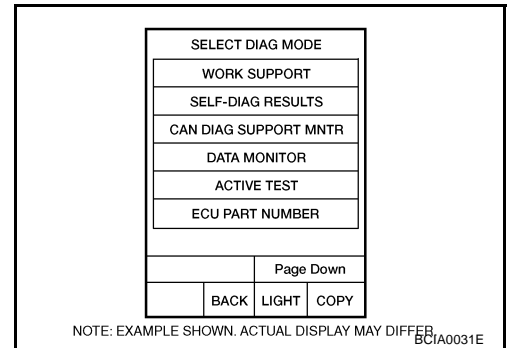 SELECT DIAG MODE
WORK SUPPORT
SELF-DIAG RESULTS
CAN DIAG SUPPORT MNTR
DATA MONITOR
ACTIVE TEST
ECU PART NUMBER
Page Down
BACK LIGHT COPY
NOTE: EXAMPLE SHOWN. ACTUAL DISPLAY MAY DIFFER.
BCIA0031E